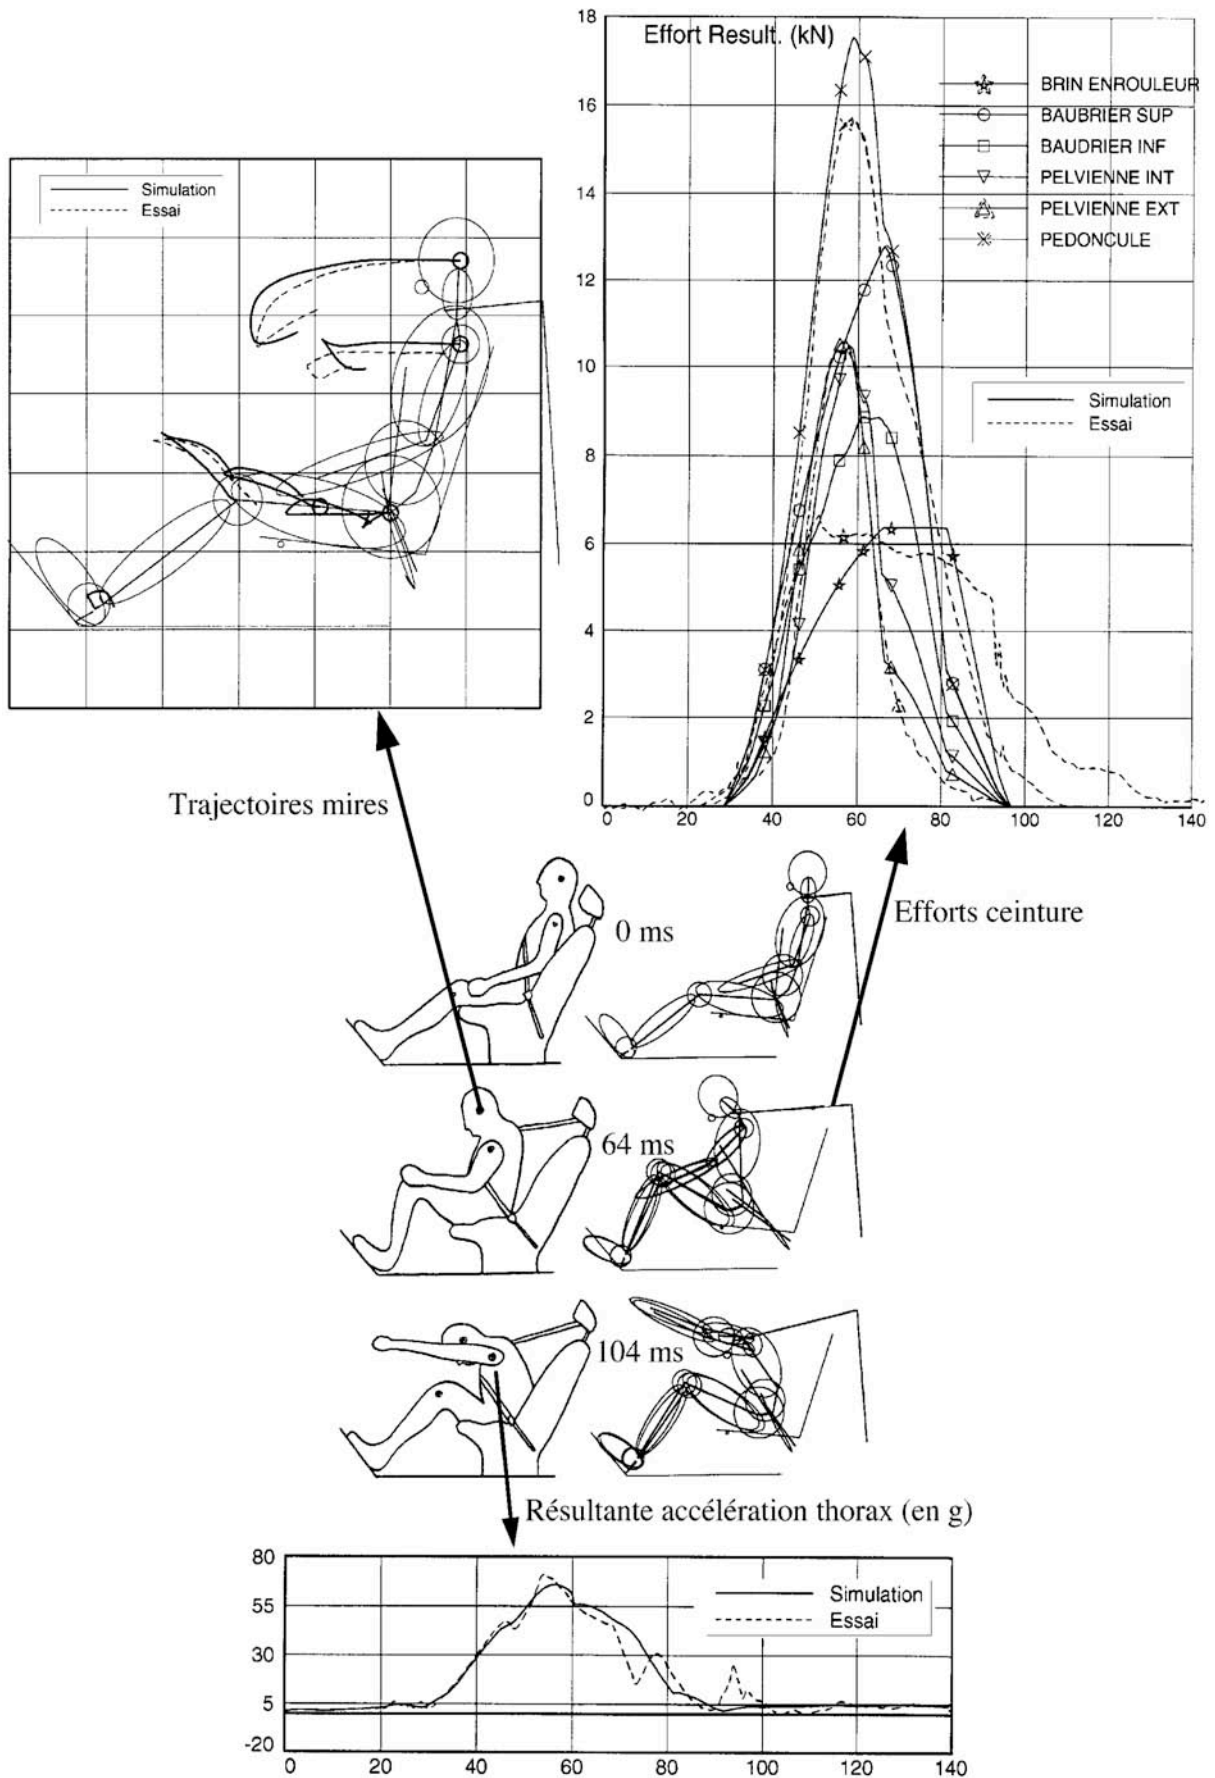 18
Effort Result. (kN)
16
14
12
10
8
6
4
2
0
BRIN ENROULEUR
BAUBRIER SUP
BAUDRIER INF
PELVIENNE INT
PELVIENNE EXT
PEDONCULE
Simulation
Essai
0 20 40 60 80 100 120 140
Simulation
Essai
Trajectoires mires
Efforts ceinture
0 ms
64 ms
104 ms
Résultante accélération thorax (en g)
80
55
30
5
-20
Simulation
Essai
0 20 40 60 80 100 120 140